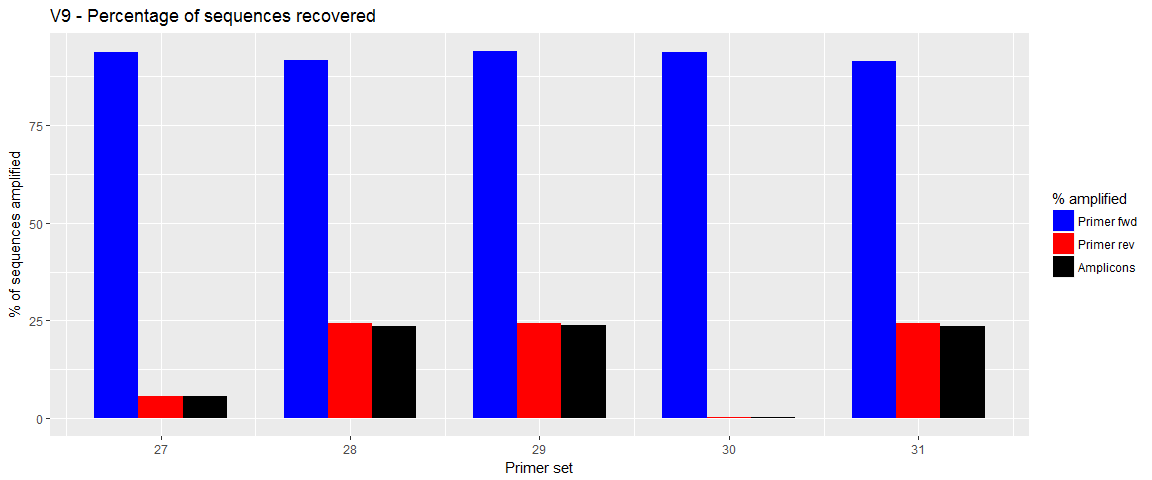 V9 - Percentage of sequences recovered
% of sequences amplified
75
50
25
0
27
28
29
30
31
Primer set
% amplified
Primer fwd
Primer rev
Amplicons